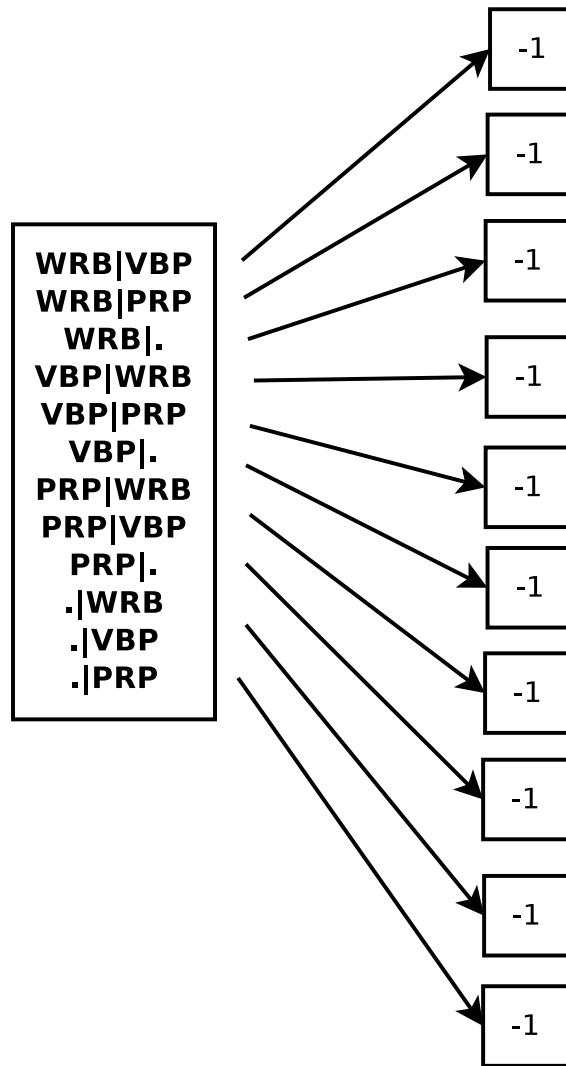 WRB|VBP
WRB|PRP
WRB|.
VBP|WRB
VBP|PRP
VBP|.
PRP|WRB
PRP|VBP
PRP|.
.|WRB
.|VBP
.|PRP
-1
-1
-1
-1
-1
-1
-1
-1
-1
-1